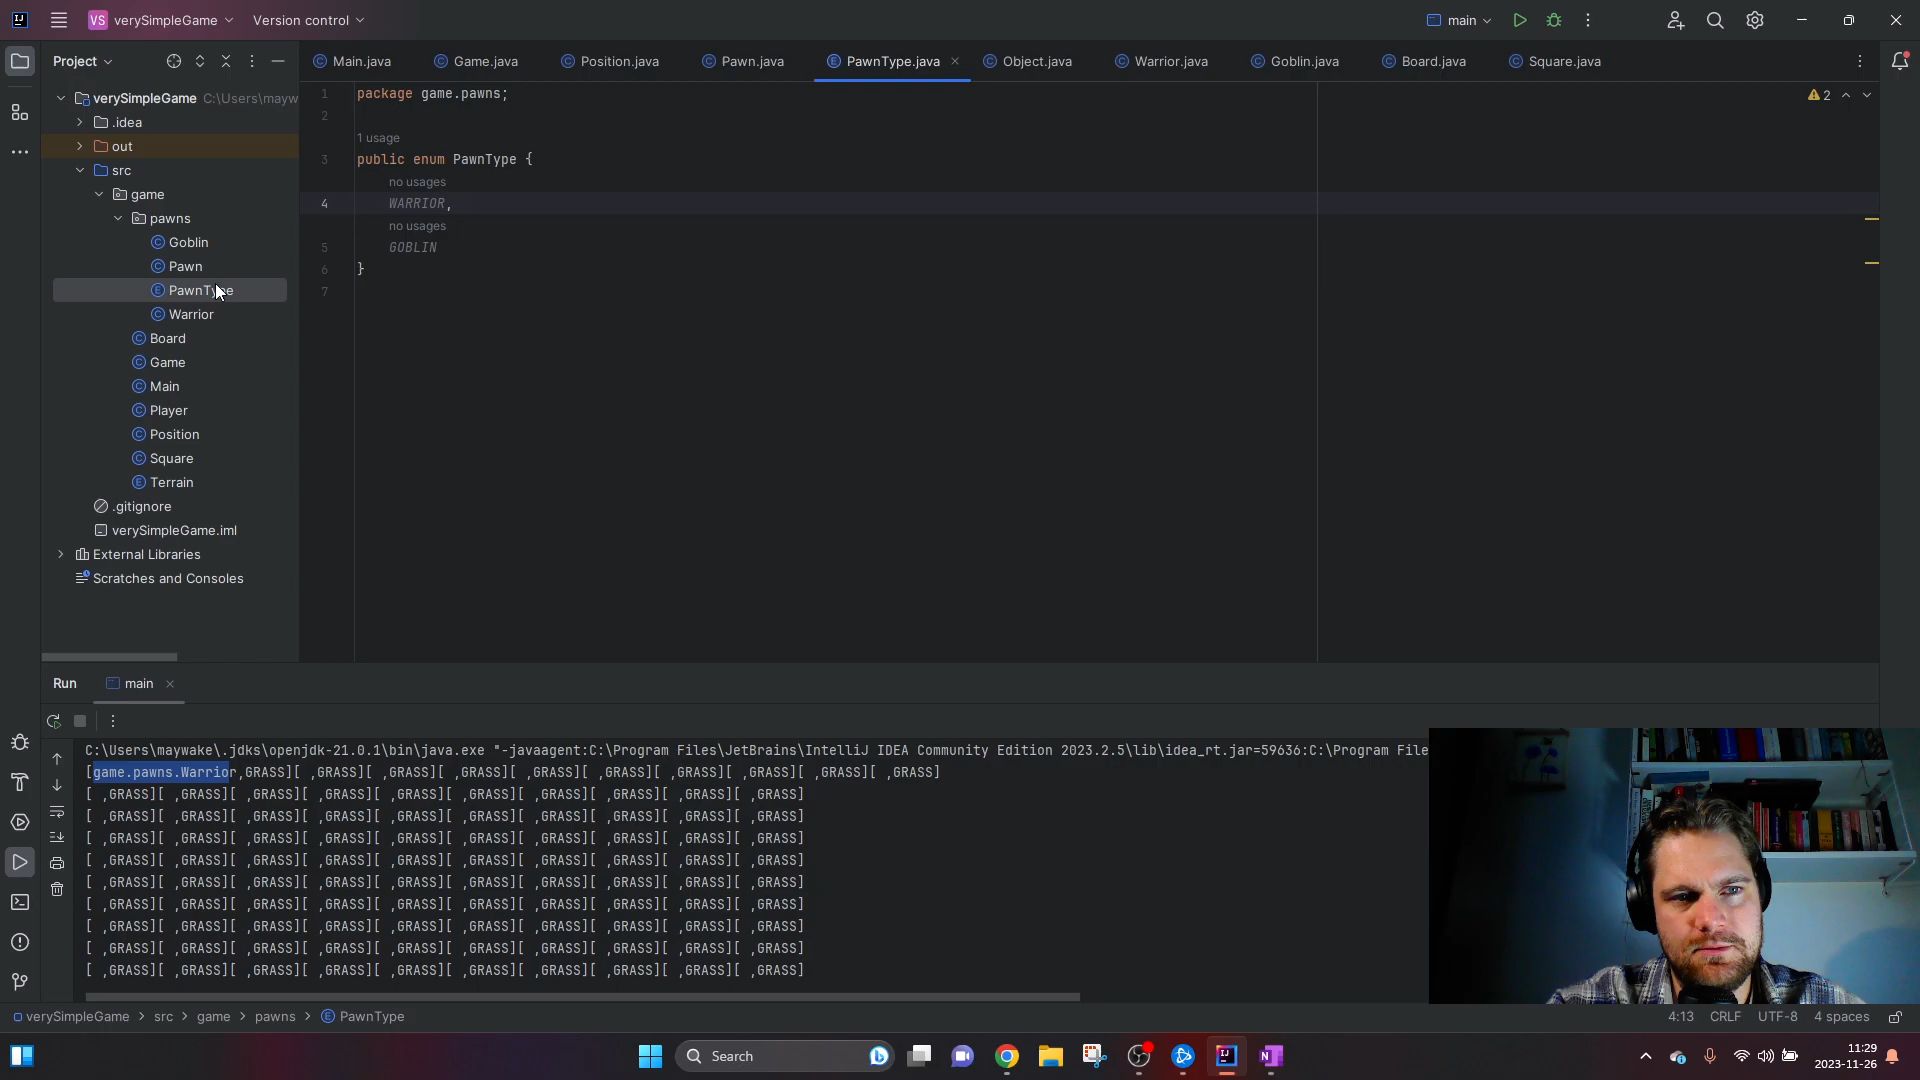 VS verySimpleGame Version control main
Project
Main.java Game.java Position.java Pawn.java PawnType.java Object.java Warrior.java Goblin.java Board.java Square.java
verySimpleGame C:\Users\mayw
.idea
out
src
game
pawns
Goblin
Pawn
PawnType
Warrior
Board
Game
Main
Player
Position
Square
Terrain
.gitignore
verySimpleGame.iml
External Libraries
Scratches and Consoles
1 package game.pawns;
2
1 usage
3 public enum PawnType {
no usages
4 WARRIOR,
no usages
5 GOBLIN
6 }
7
2
Run main
C:\Users\maywake\.jdks\openjdk-21.0.1\bin\java.exe "-javaagent:C:\Program Files\JetBrains\IntelliJ IDEA Community Edition 2023.2.5\lib\idea_rt.jar=59636:C:\Program File
[game.pawns.Warrior,GRASS][ ,GRASS][ ,GRASS][ ,GRASS][ ,GRASS][ ,GRASS][ ,GRASS][ ,GRASS][ ,GRASS][ ,GRASS]
[ ,GRASS][ ,GRASS][ ,GRASS][ ,GRASS][ ,GRASS][ ,GRASS][ ,GRASS][ ,GRASS][ ,GRASS][ ,GRASS]
[ ,GRASS][ ,GRASS][ ,GRASS][ ,GRASS][ ,GRASS][ ,GRASS][ ,GRASS][ ,GRASS][ ,GRASS][ ,GRASS]
[ ,GRASS][ ,GRASS][ ,GRASS][ ,GRASS][ ,GRASS][ ,GRASS][ ,GRASS][ ,GRASS][ ,GRASS][ ,GRASS]
[ ,GRASS][ ,GRASS][ ,GRASS][ ,GRASS][ ,GRASS][ ,GRASS][ ,GRASS][ ,GRASS][ ,GRASS][ ,GRASS]
[ ,GRASS][ ,GRASS][ ,GRASS][ ,GRASS][ ,GRASS][ ,GRASS][ ,GRASS][ ,GRASS][ ,GRASS][ ,GRASS]
[ ,GRASS][ ,GRASS][ ,GRASS][ ,GRASS][ ,GRASS][ ,GRASS][ ,GRASS][ ,GRASS][ ,GRASS][ ,GRASS]
[ ,GRASS][ ,GRASS][ ,GRASS][ ,GRASS][ ,GRASS][ ,GRASS][ ,GRASS][ ,GRASS][ ,GRASS][ ,GRASS]
[ ,GRASS][ ,GRASS][ ,GRASS][ ,GRASS][ ,GRASS][ ,GRASS][ ,GRASS][ ,GRASS][ ,GRASS][ ,GRASS]
[ ,GRASS][ ,GRASS][ ,GRASS][ ,GRASS][ ,GRASS][ ,GRASS][ ,GRASS][ ,GRASS][ ,GRASS][ ,GRASS]
verySimpleGame > src > game > pawns > PawnType 4:13 CRLF UTF-8 4 spaces
Search
11:29
2023-11-26